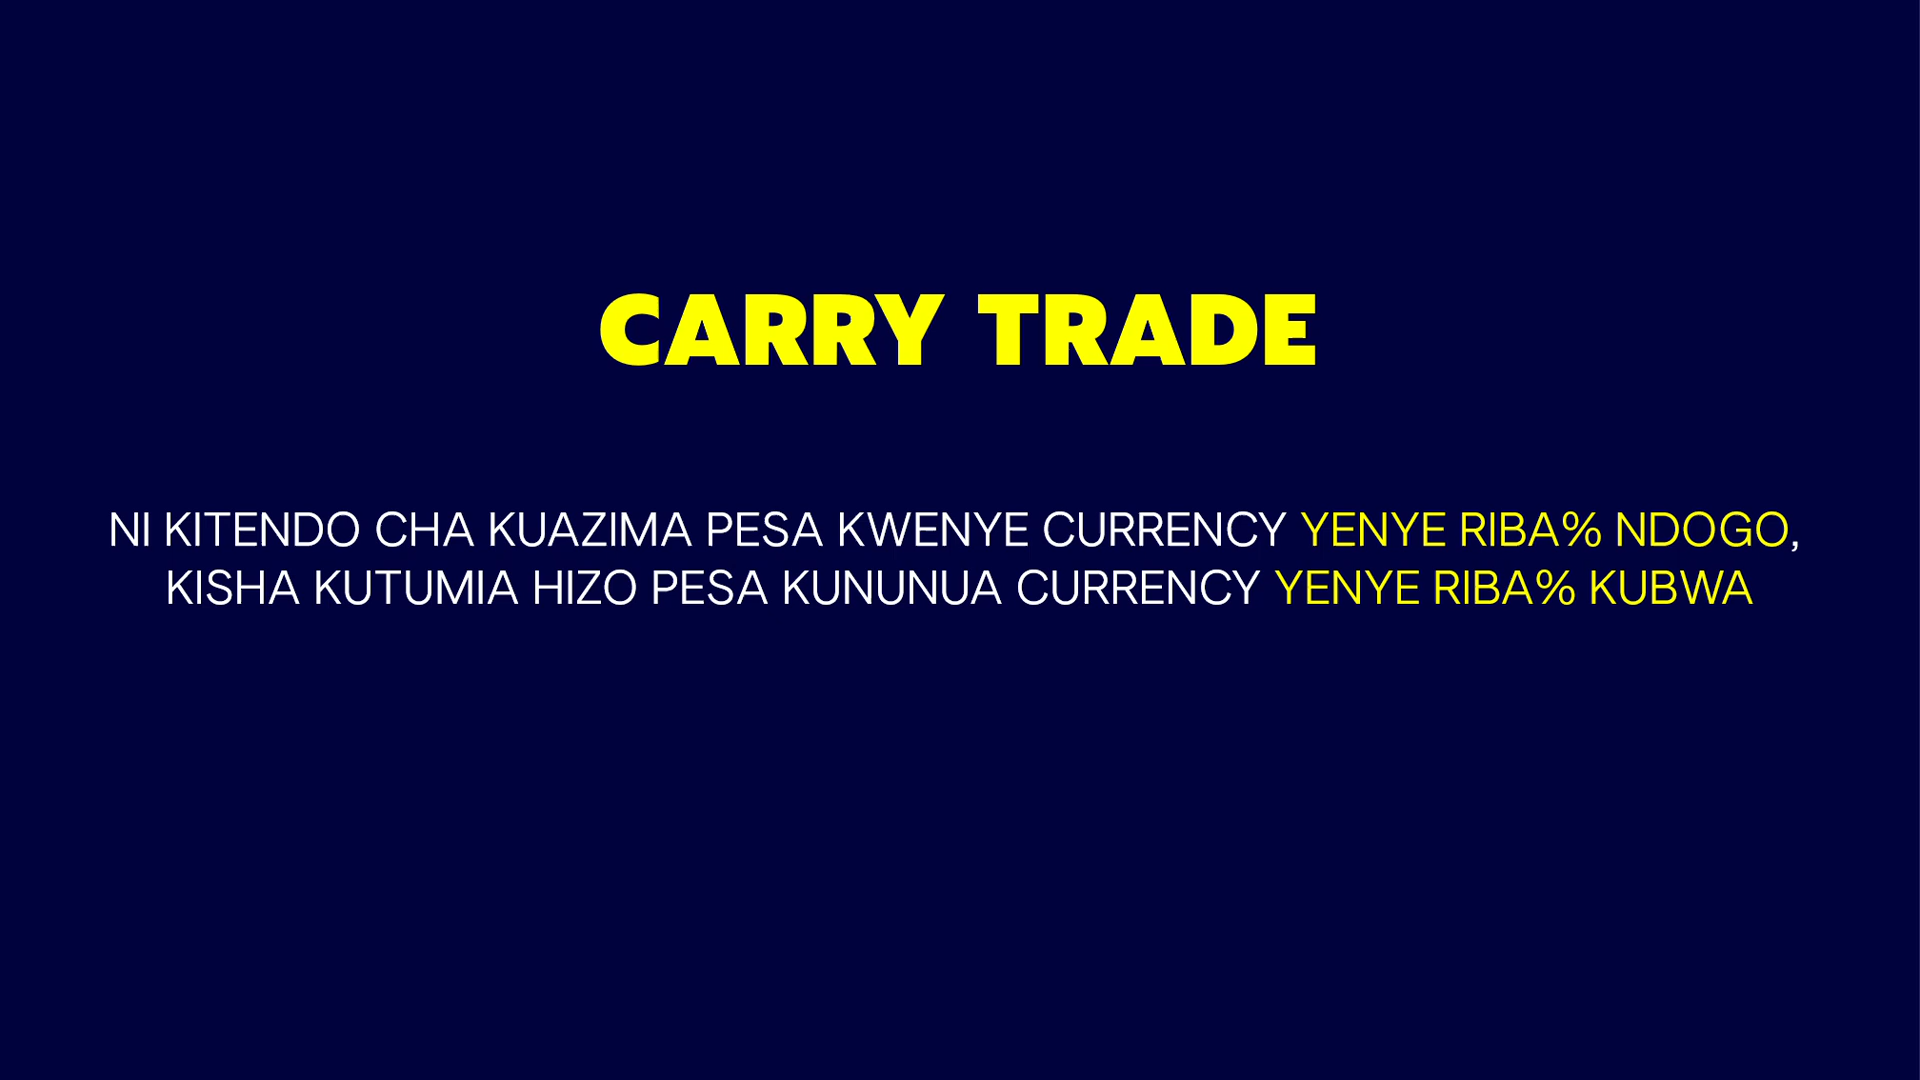 CARRY TRADE
NI KITENDO CHA KUAZIMA PESA KWENYE CURRENCY YENYE RIBA% NDOGO,
KISHA KUTUMIA HIZO PESA KUNUNUA CURRENCY YENYE RIBA% KUBWA